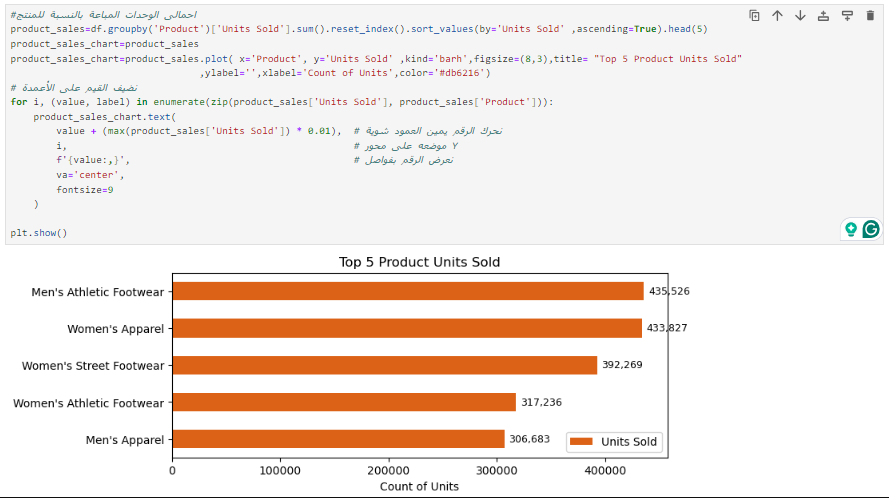 #اجمالى الوحدات المباعة بالنسبة للمنتج
product_sales=df.groupby('Product')['Units Sold'].sum().reset_index().sort_values(by='Units Sold' ,ascending=True).head(5)
product_sales_chart=product_sales
product_sales_chart=product_sales.plot( x='Product', y='Units Sold' ,kind='barh',figsize=(8,3),title= "Top 5 Product Units Sold"
,ylabel='',xlabel='Count of Units',color='#db6216')
# نضيف القيم على الأعمدة
for i, (value, label) in enumerate(zip(product_sales['Units Sold'], product_sales['Product'])):
product_sales_chart.text(
value + (max(product_sales['Units Sold']) * 0.01), # نحرك الرقم يمين العمود شوية
i, # موضعه على محور Y
f'{value:,}', # نعرض الرقم بفواصل
va='center',
fontsize=9
)
plt.show()
Top 5 Product Units Sold
Men's Athletic Footwear 435,526
Women's Apparel 433,827
Women's Street Footwear 392,269
Women's Athletic Footwear 317,236
Men's Apparel 306,683
Units Sold
0 100000 200000 300000 400000
Count of Units